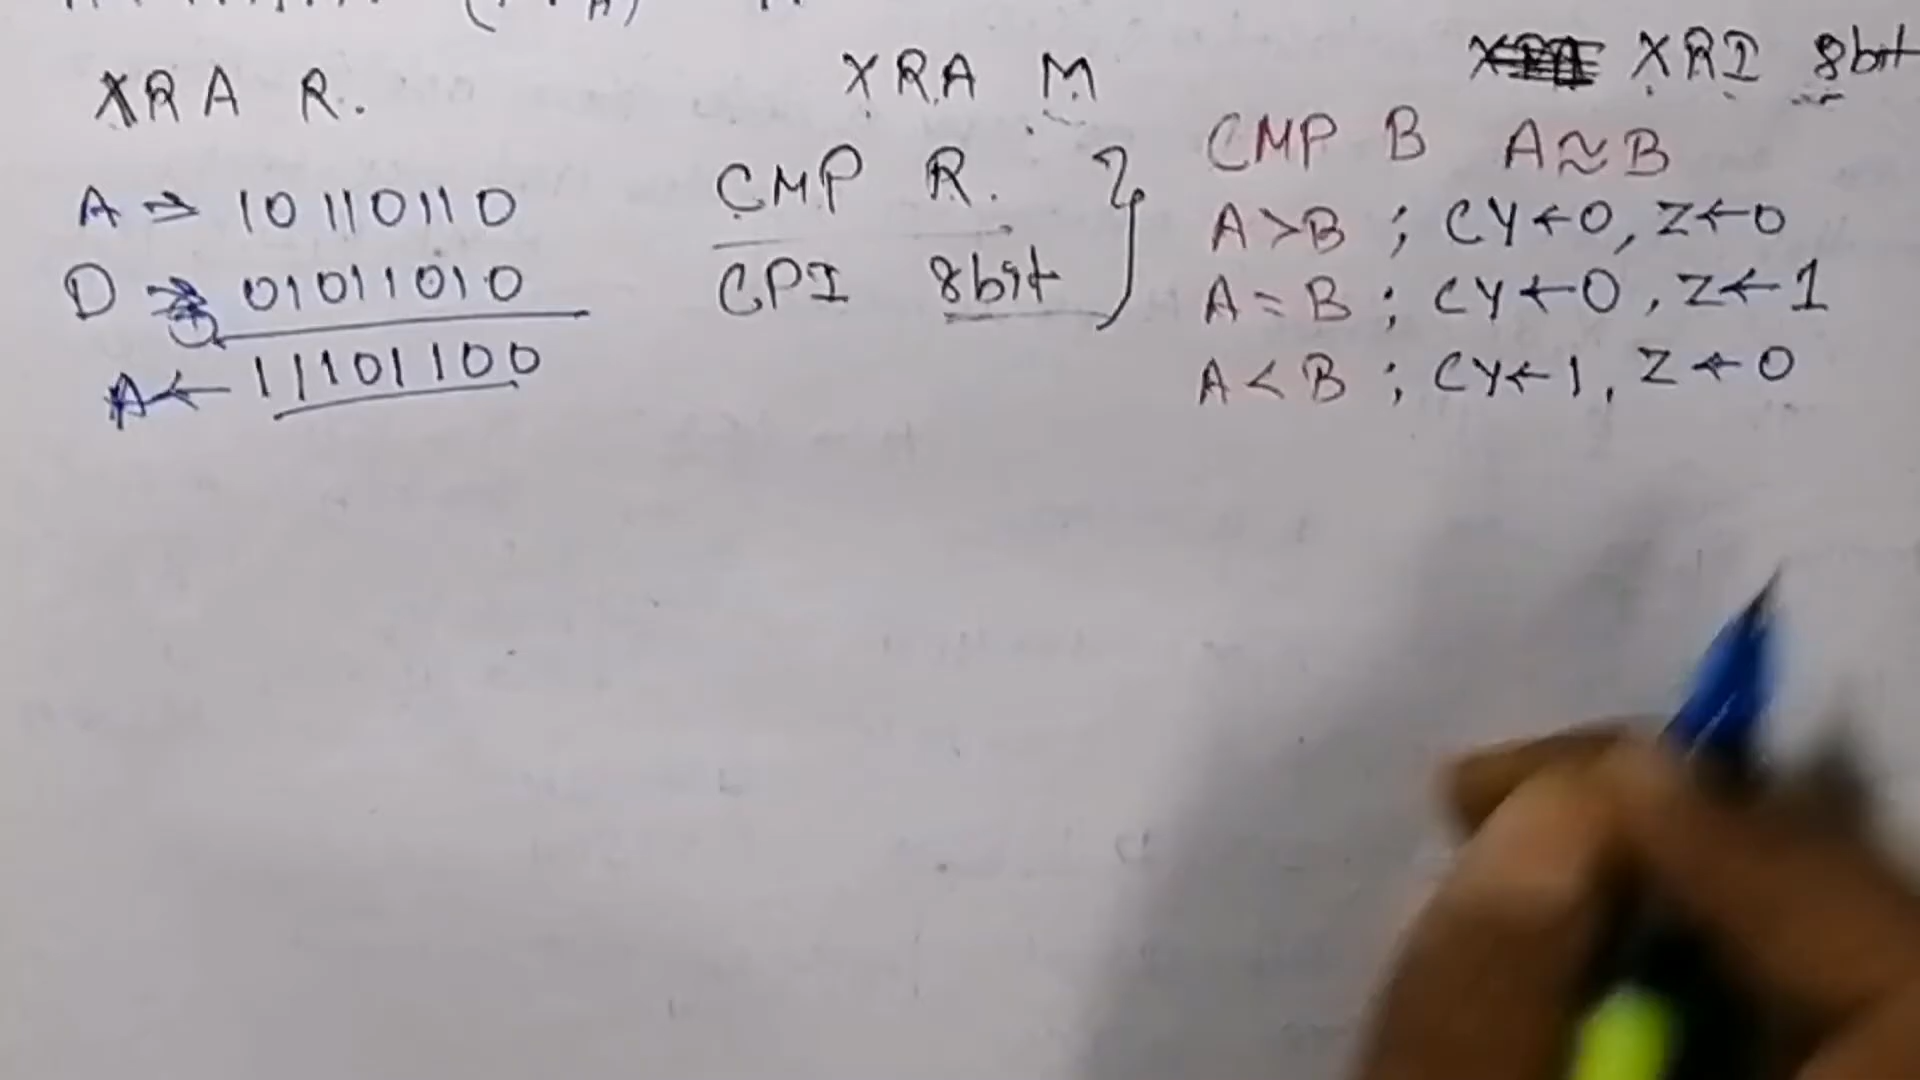 XRA R.
A → 10110110
D → 01011010
⊕
A ← 11101100
XRA M
CMP R.
CPI 8bit
XRI 8bit
CMP B A≈B
A>B ; CY←0, Z←0
A=B ; CY←0, Z←1
A<B ; CY←1, Z←0